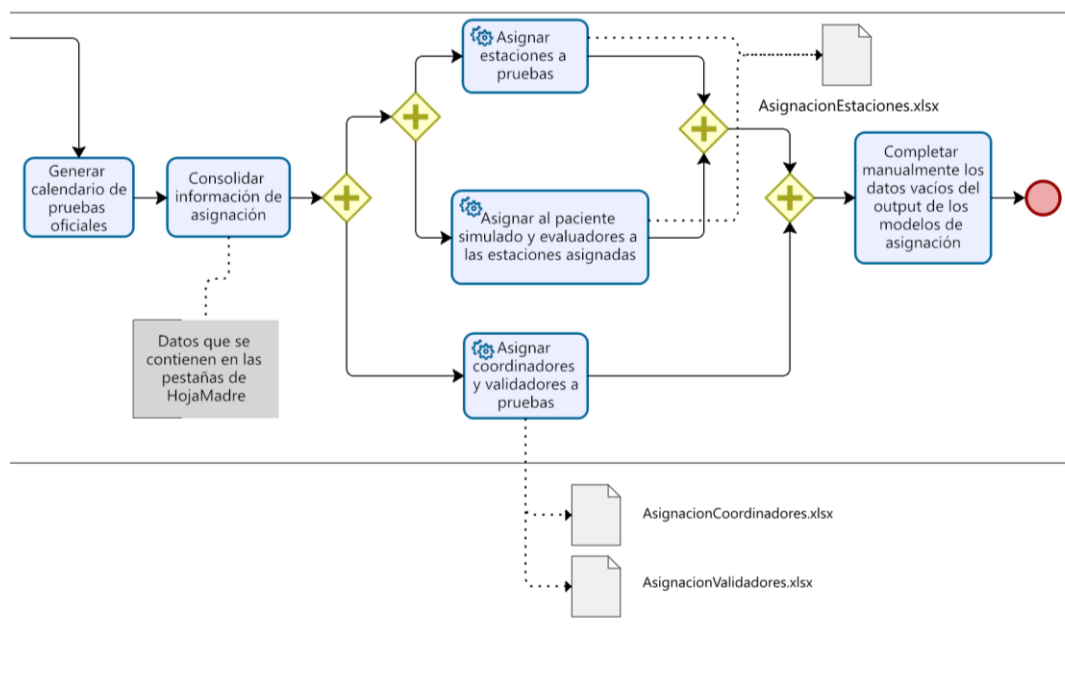 Asignar
estaciones a
pruebas
AsignacionEstaciones.xlsx
Generar
calendario de
pruebas
oficiales
Consolidar
información de
asignación
Asignar al paciente
simulado y evaluadores a
las estaciones asignadas
Completar
manualmente los
datos vacíos del
output de los
modelos de
asignación
Datos que se
contienen en las
pestañas de
HojaMadre
Asignar
coordinadores
y validadores a
pruebas
AsignacionCoordinadores.xlsx
AsignacionValidadores.xlsx